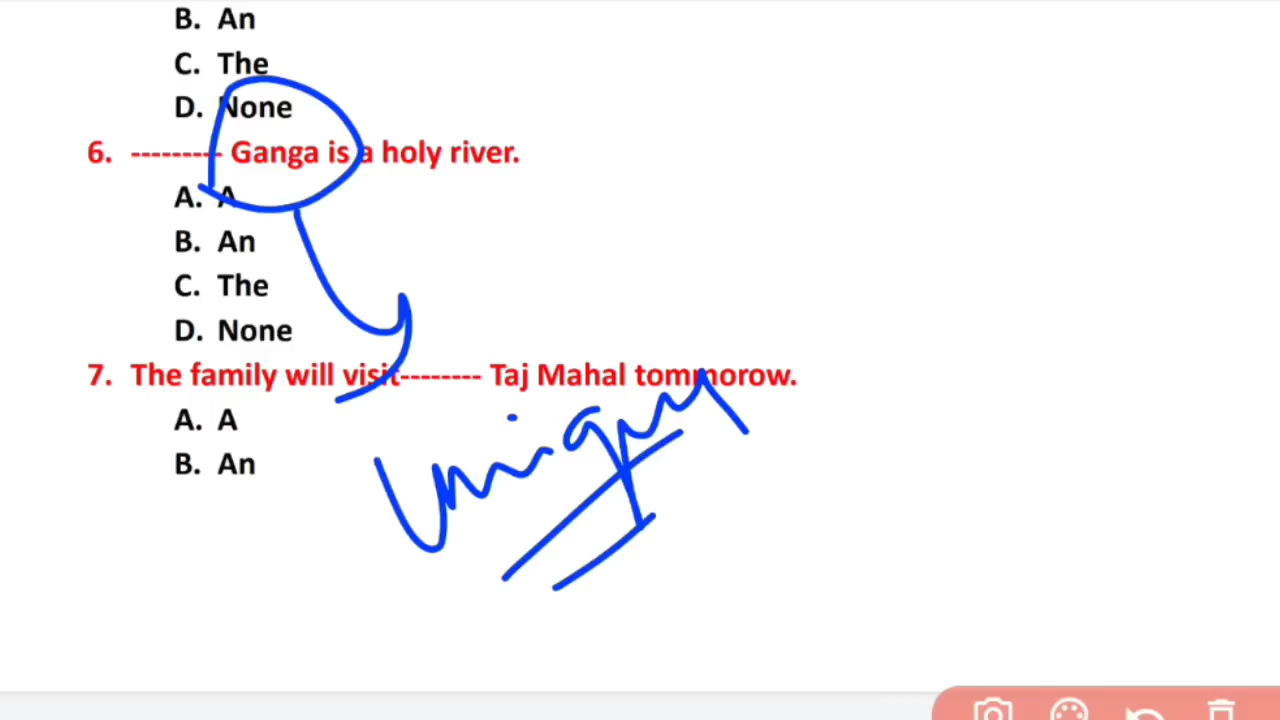 B. An
C. The
D. None
6. --------- Ganga is a holy river.
A. A
B. An
C. The
D. None
7. The family will visit-------- Taj Mahal tommorow.
A. A
B. An